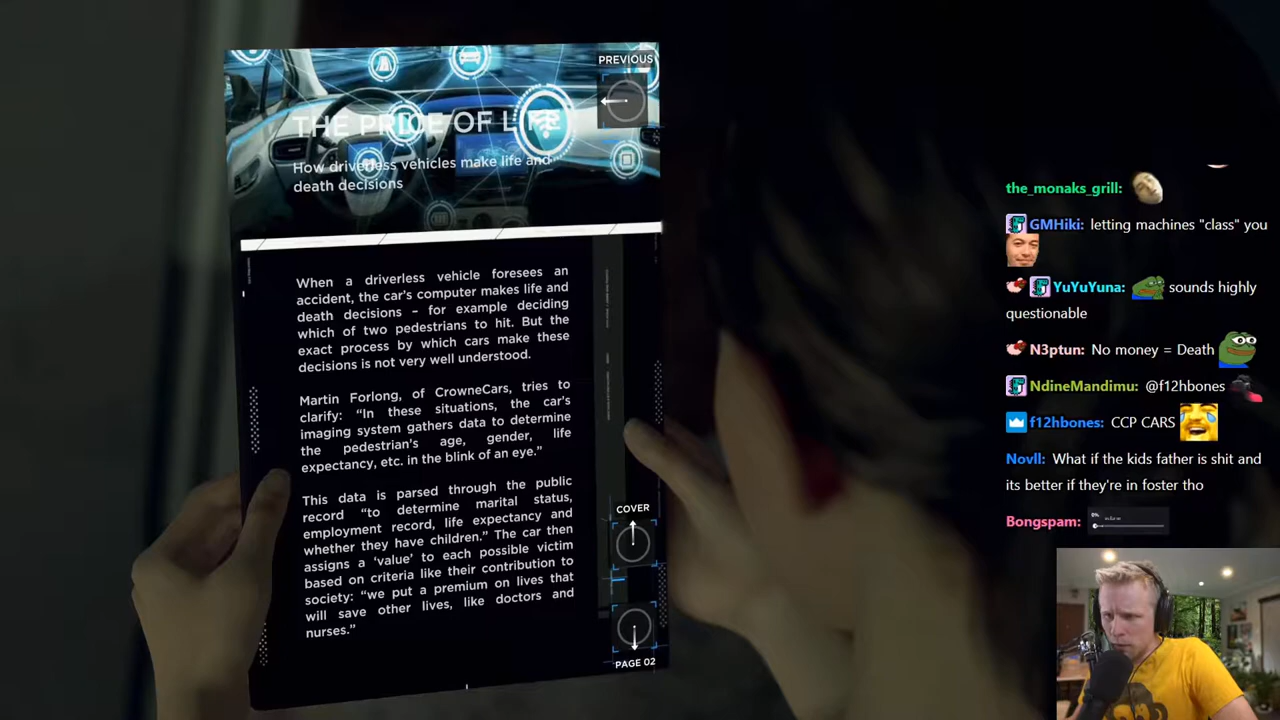 PREVIOUS
THE PRICE OF LIFE
How driverless vehicles make life and
death decisions
When a driverless vehicle foresees an
accident, the car's computer makes life and
death decisions – for example deciding
which of two pedestrians to hit. But the
exact process by which cars make these
decisions is not very well understood.
Martin Forlong, of CrowneCars, tries to
clarify: "In these situations, the car's
imaging system gathers data to determine
the pedestrian's age, gender, life
expectancy, etc. in the blink of an eye."
This data is parsed through the public
record "to determine marital status,
employment record, life expectancy and
whether they have children." The car then
assigns a 'value' to each possible victim
based on criteria like their contribution to
society: "we put a premium on lives that
will save other lives, like doctors and
nurses."
COVER
PAGE 02
the_monaks_grill:
GMHiki: letting machines "class" you
YuYuYuna: sounds highly
questionable
N3ptun: No money = Death
NdineMandimu: @f12hbones
f12hbones: CCP CARS
Novll: What if the kids father is shit and
its better if they're in foster tho
Bongspam: